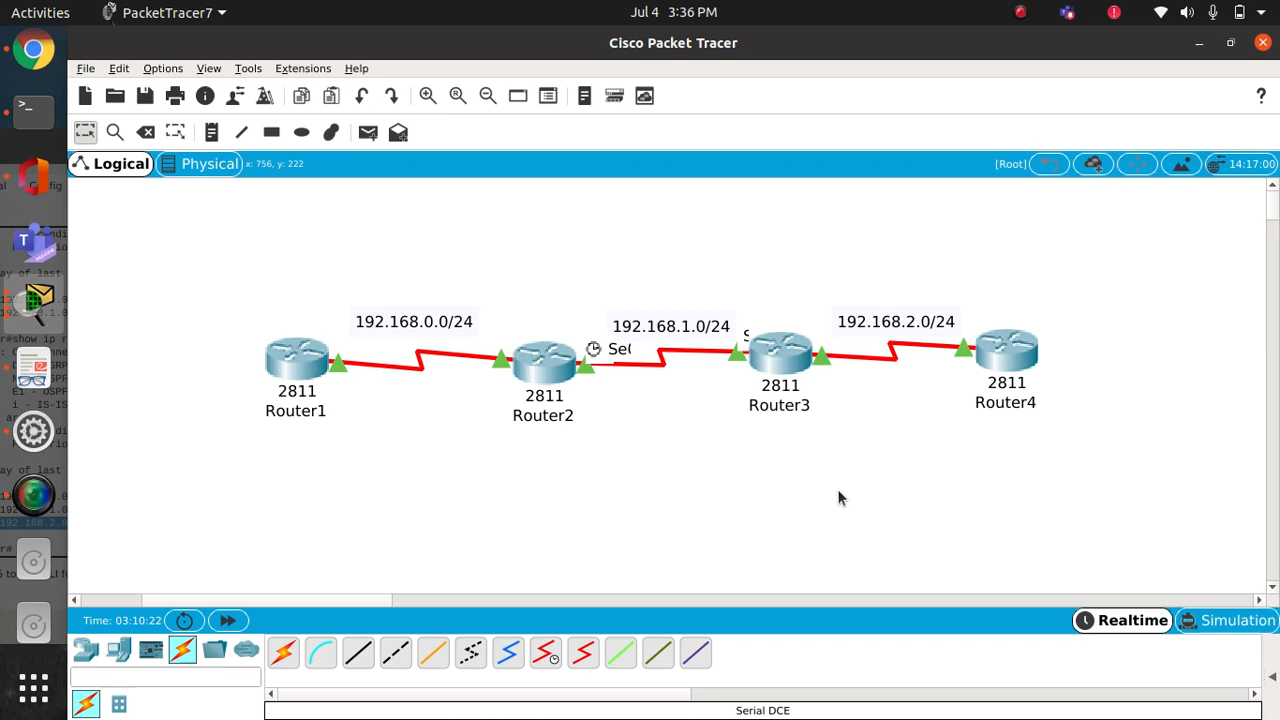 Activities PacketTracer7 Jul 4 3:36 PM
Cisco Packet Tracer
File Edit Options View Tools Extensions Help
?
Logical Physical x: 756, y: 222 [Root] 14:17:00
192.168.0.0/24 192.168.1.0/24 192.168.2.0/24
Se
S
2811
Router1
2811
Router2
2811
Router3
2811
Router4
Time: 03:10:22 Realtime Simulation
Serial DCE